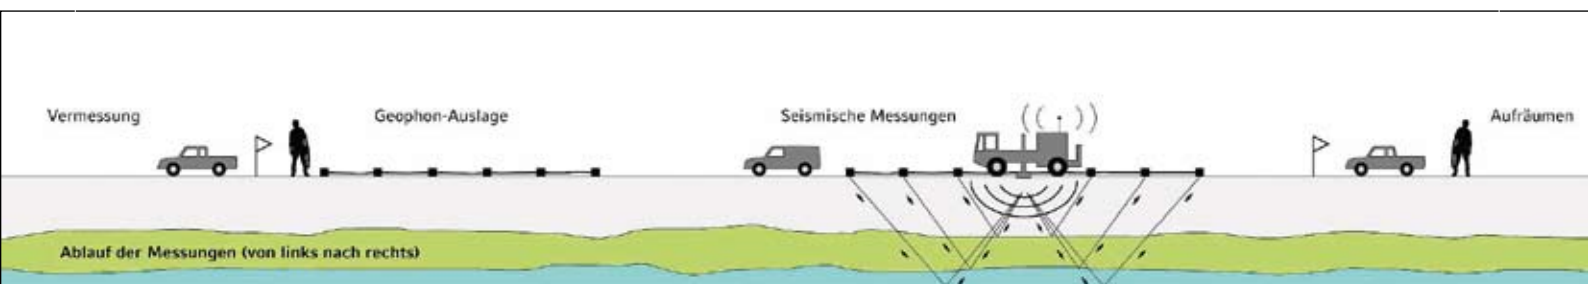 Vermessung
Geophon-Auslage
Seismische Messungen
Aufräumen
Ablauf der Messungen (von links nach rechts)